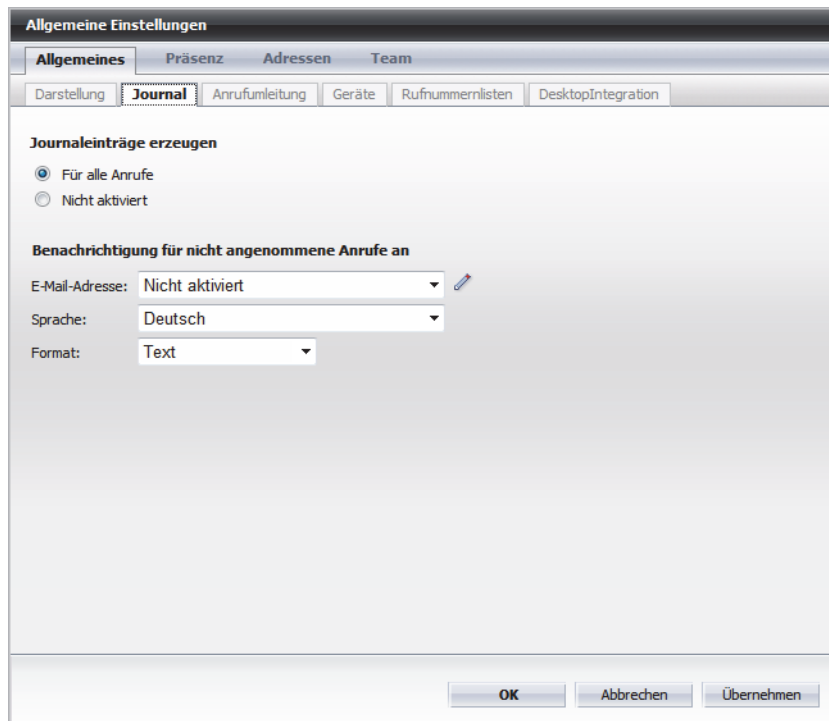 Allgemeine Einstellungen
Allgemeines Präsenz Adressen Team
Darstellung Journal Anrufumleitung Geräte Rufnummernlisten DesktopIntegration
Journaleinträge erzeugen
Für alle Anrufe
Nicht aktiviert
Benachrichtigung für nicht angenommene Anrufe an
E-Mail-Adresse: Nicht aktiviert
Sprache: Deutsch
Format: Text
OK Abbrechen Übernehmen